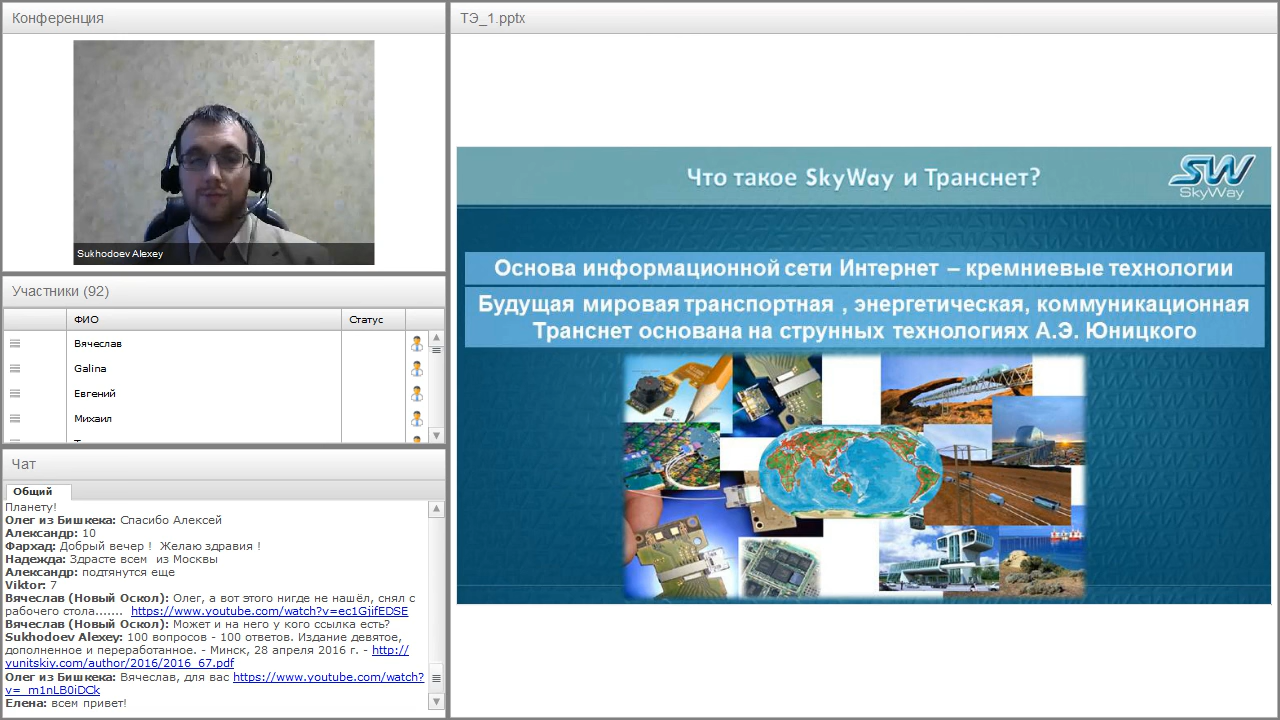 Конференция
Sukhodoev Alexey
Участники (92)
ФИО
Статус
Вячеслав
Galina
Евгений
Михаил
Чат
Общий
Планету!
Олег из Бишкека: Спасибо Алексей
Александр: 10
Фархад: Добрый вечер ! Желаю здравия !
Надежда: Здрасте всем из Москвы
Александр: подтянутся еще
Viktor: 7
Вячеслав (Новый Оскол): Олег а вот этого нигде не нашёл, снял с
рабочего стола....... https://www.youtube.com/watch?v=ec1GjifEDSE
Вячеслав (Новый Оскол): Может и на него у кого ссылка есть?
Sukhodoev Alexey: 100 вопросов - 100 ответов. Издание девятое,
дополненное и переработанное. - Минск, 28 апреля 2016 г. - http://
yunitskiy.com/author/2016/2016_67.pdf
Олег из Бишкека: Вячеслав, для вас https://www.youtube.com/watch?
v=_m1nLB0iDCk
Елена: всем привет!
ТЭ_1.pptx
Что такое SkyWay и Транснет?
SW
SkyWay
Основа информационной сети Интернет – кремниевые технологии
Будущая мировая транспортная , энергетическая, коммуникационная
Транснет основана на струнных технологиях А.Э. Юницкого